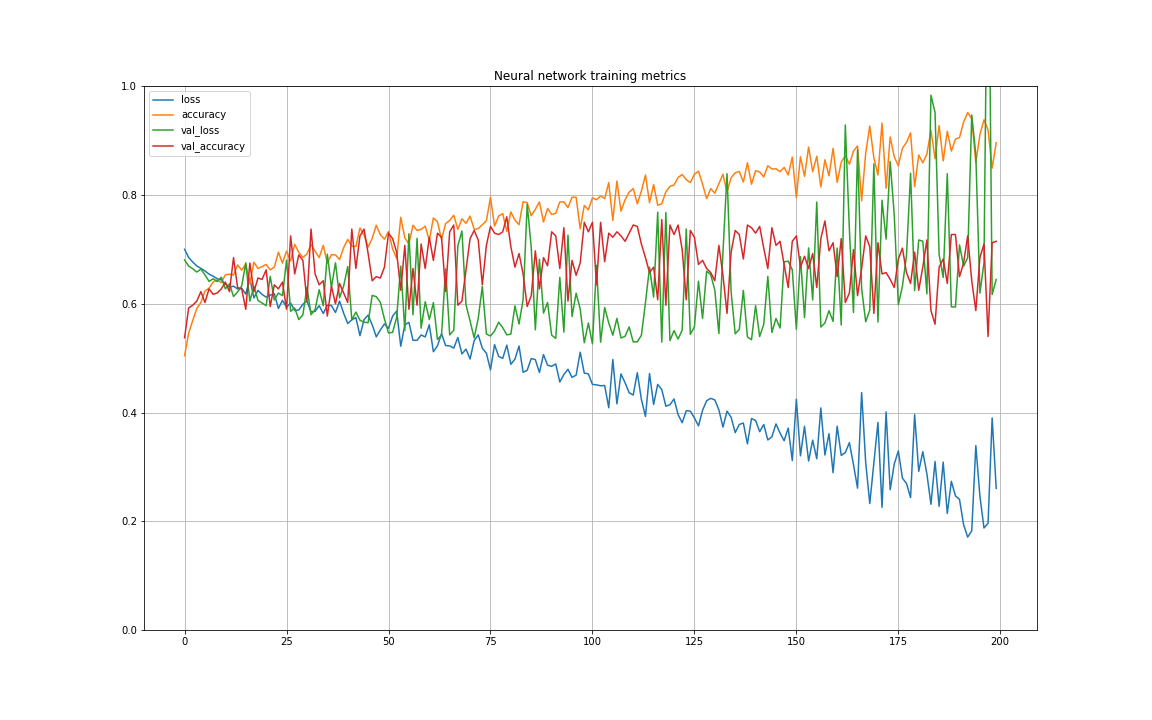 Neural network training metrics
1.0
0.8
0.6
0.4
0.2
0.0
loss
accuracy
val_loss
val_accuracy
0 25 50 75 100 125 150 175 200